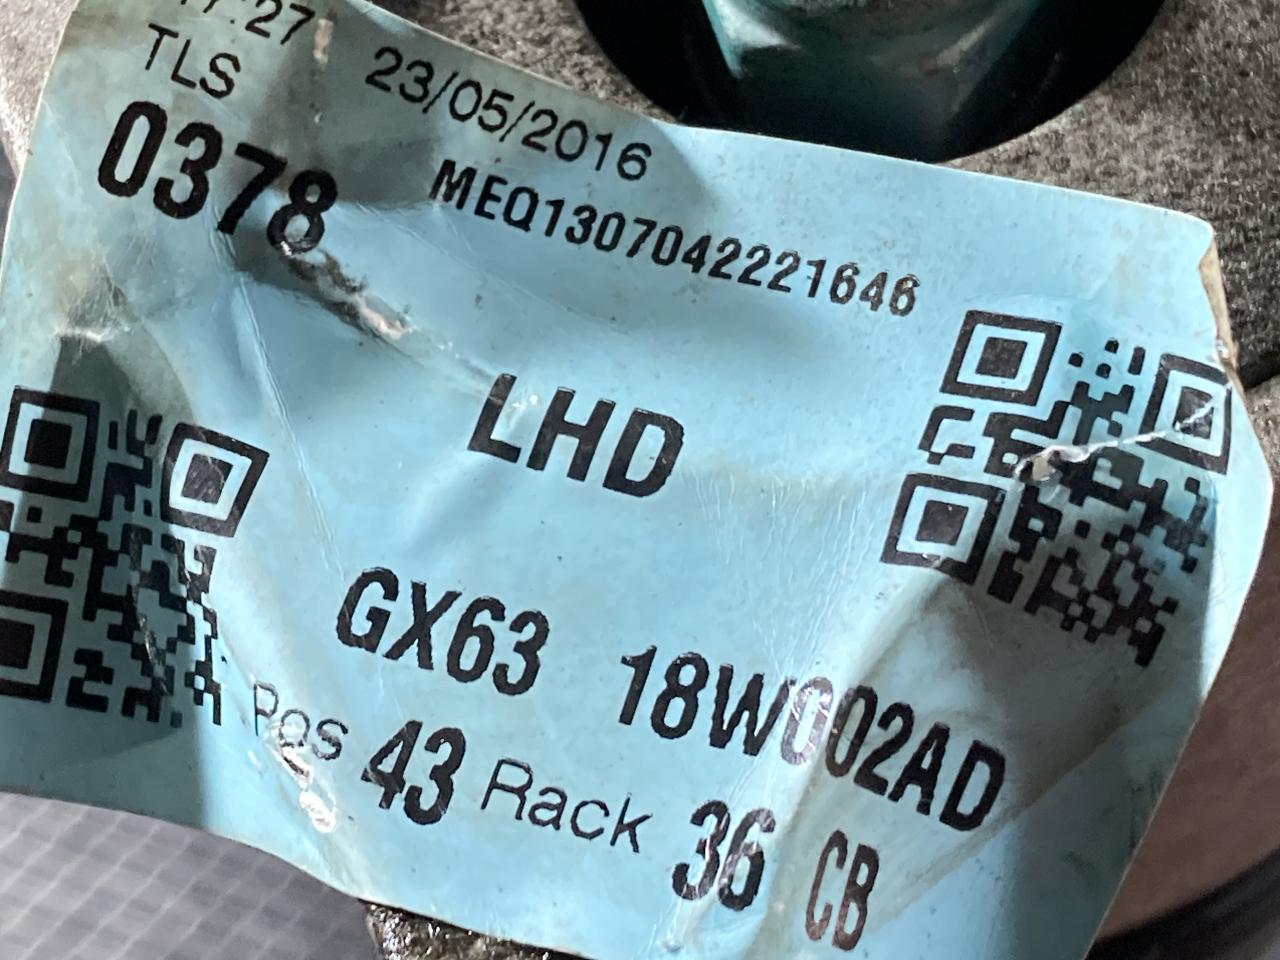 TLS 23/05/2016
0378 MEQ1307042221646
LHD
GX63 18W002AD
Pos 43 Rack 36 CB